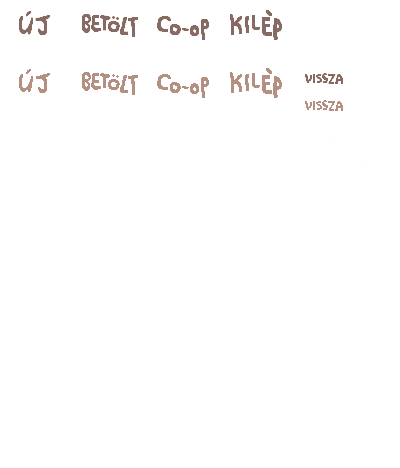 ÚJ BETÖLT Co-op KILÈP
ÚJ BETÖLT Co-op KILÈP VISSZA
VISSZA